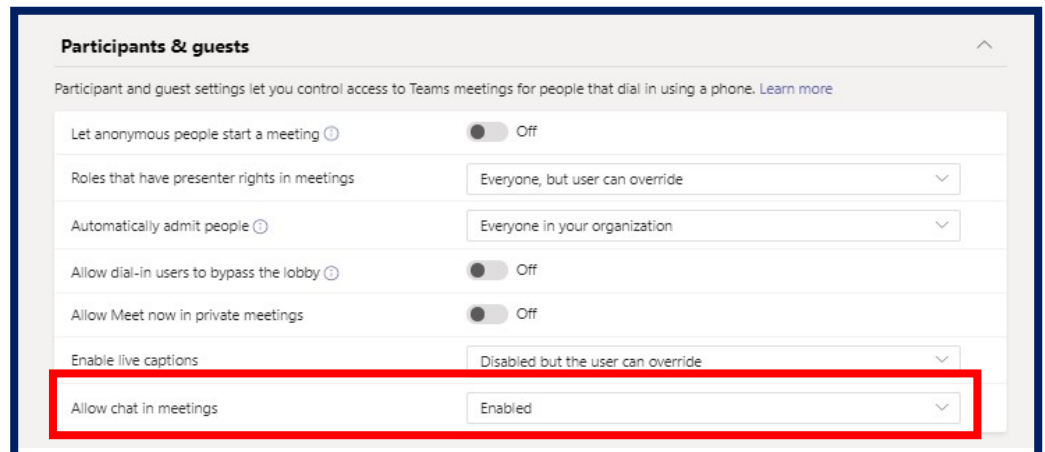 Participants & guests
Participant and guest settings let you control access to Teams meetings for people that dial in using a phone. Learn more
Let anonymous people start a meeting Off
Roles that have presenter rights in meetings Everyone, but user can override
Automatically admit people Everyone in your organization
Allow dial-in users to bypass the lobby Off
Allow Meet now in private meetings Off
Enable live captions Disabled but the user can override
Allow chat in meetings Enabled